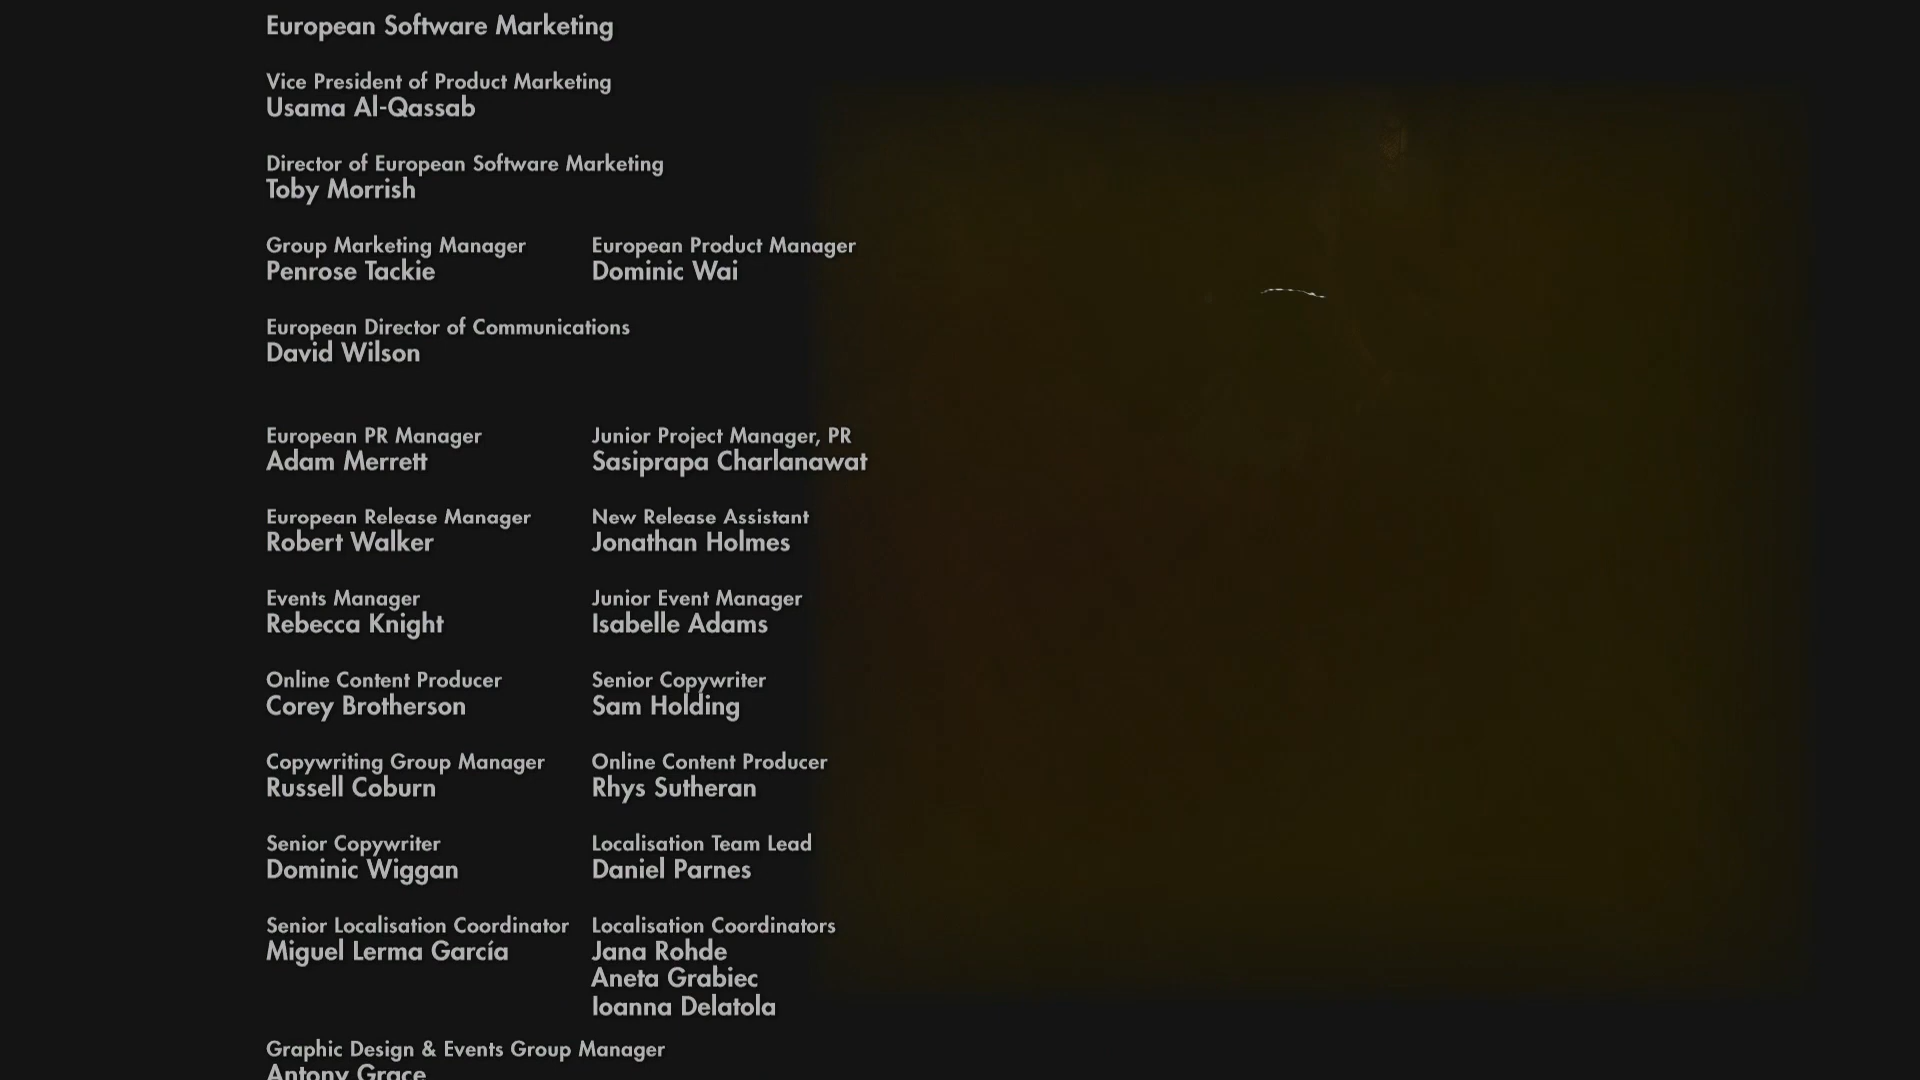 European Software Marketing
Vice President of Product Marketing
Usama Al-Qassab
Director of European Software Marketing
Toby Morrish
Group Marketing Manager
Penrose Tackie
European Product Manager
Dominic Wai
European Director of Communications
David Wilson
European PR Manager
Adam Merrett
Junior Project Manager, PR
Sasiprapa Charlanawat
European Release Manager
Robert Walker
New Release Assistant
Jonathan Holmes
Events Manager
Rebecca Knight
Junior Event Manager
Isabelle Adams
Online Content Producer
Corey Brotherson
Senior Copywriter
Sam Holding
Copywriting Group Manager
Russell Coburn
Online Content Producer
Rhys Sutheran
Senior Copywriter
Dominic Wiggan
Localisation Team Lead
Daniel Parnes
Senior Localisation Coordinator
Miguel Lerma García
Localisation Coordinators
Jana Rohde
Aneta Grabiec
Ioanna Delatola
Graphic Design & Events Group Manager
Antony Grace